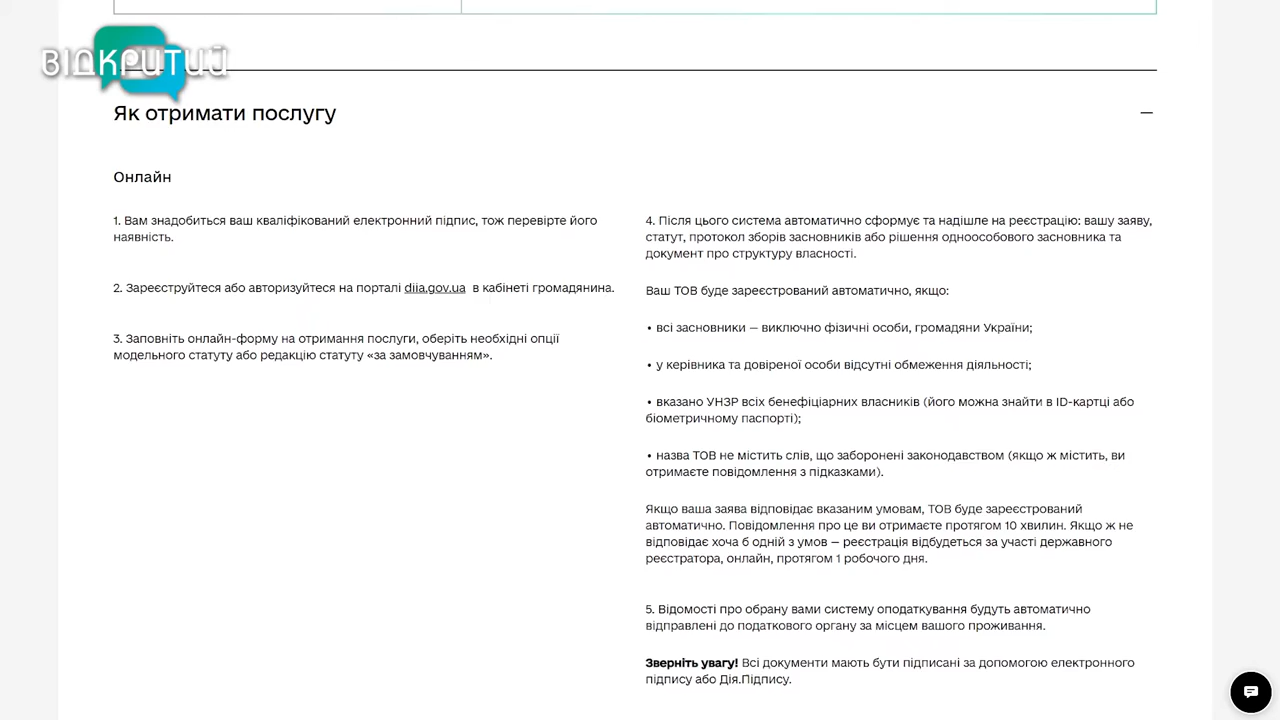 ВІДКРИТИЙ
Як отримати послугу
Онлайн
1. Вам знадобиться ваш кваліфікований електронний підпис, тож перевірте його
наявність.
2. Зареєструйтеся або авторизуйтеся на порталі diia.gov.ua в кабінеті громадянина.
3. Заповніть онлайн-форму на отримання послуги, оберіть необхідні опції
модельного статуту або редакцію статуту «за замовчуванням».
4. Після цього система автоматично сформує та надішле на реєстрацію: вашу заяву,
статут, протокол зборів засновників або рішення одноособового засновника та
документ про структуру власності.
Ваш ТОВ буде зареєстрований автоматично, якщо:
• всі засновники — виключно фізичні особи, громадяни України;
• у керівника та довіреної особи відсутні обмеження діяльності;
• вказано УНЗР всіх бенефіціарних власників (його можна знайти в ID-картці або
біометричному паспорті);
• назва ТОВ не містить слів, що заборонені законодавством (якщо ж містить, ви
отримаєте повідомлення з підказками).
Якщо ваша заява відповідає вказаним умовам, ТОВ буде зареєстрований
автоматично. Повідомлення про це ви отримаєте протягом 10 хвилин. Якщо ж не
відповідає хоча б одній з умов — реєстрація відбудеться за участі державного
реєстратора, онлайн, протягом 1 робочого дня.
5. Відомості про обрану вами систему оподаткування будуть автоматично
відправлені до податкового органу за місцем вашого проживання.
Зверніть увагу! Всі документи мають бути підписані за допомогою електронного
підпису або Дія.Підпису.